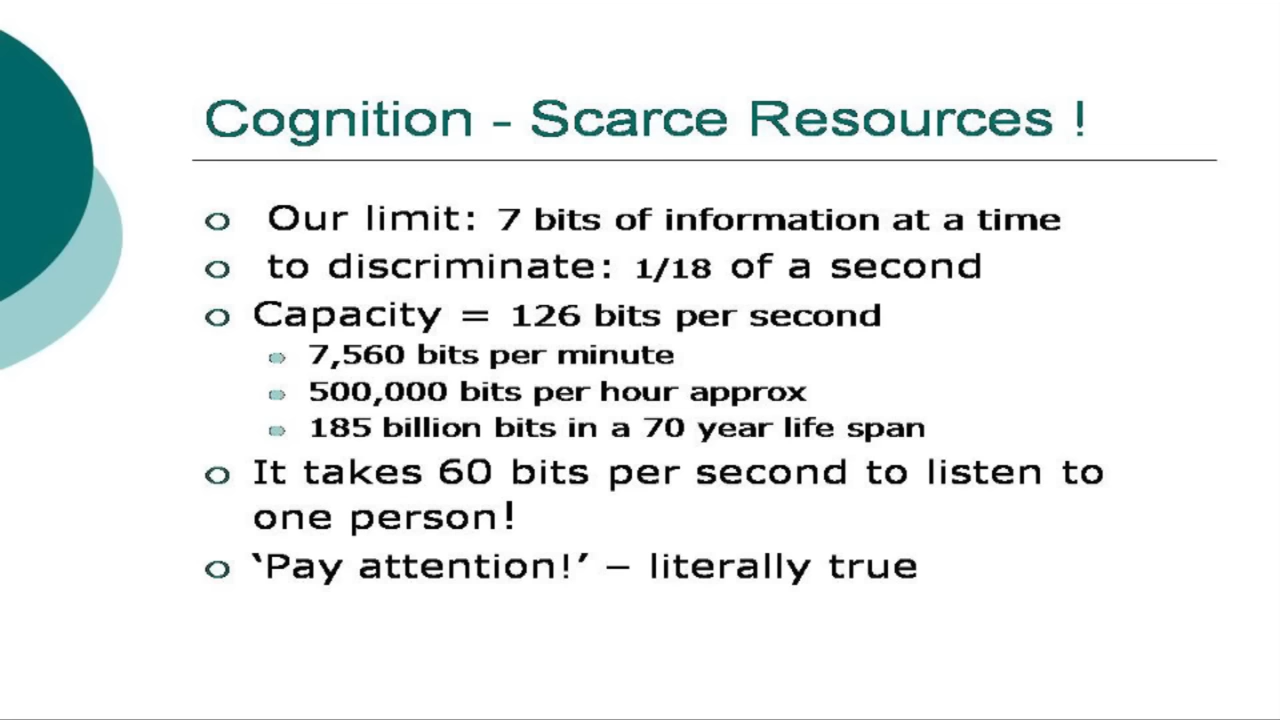 Cognition - Scarce Resources !
Our limit: 7 bits of information at a time
to discriminate: 1/18 of a second
Capacity = 126 bits per second
7,560 bits per minute
500,000 bits per hour approx
185 billion bits in a 70 year life span
It takes 60 bits per second to listen to
one person!
‘Pay attention!’ – literally true